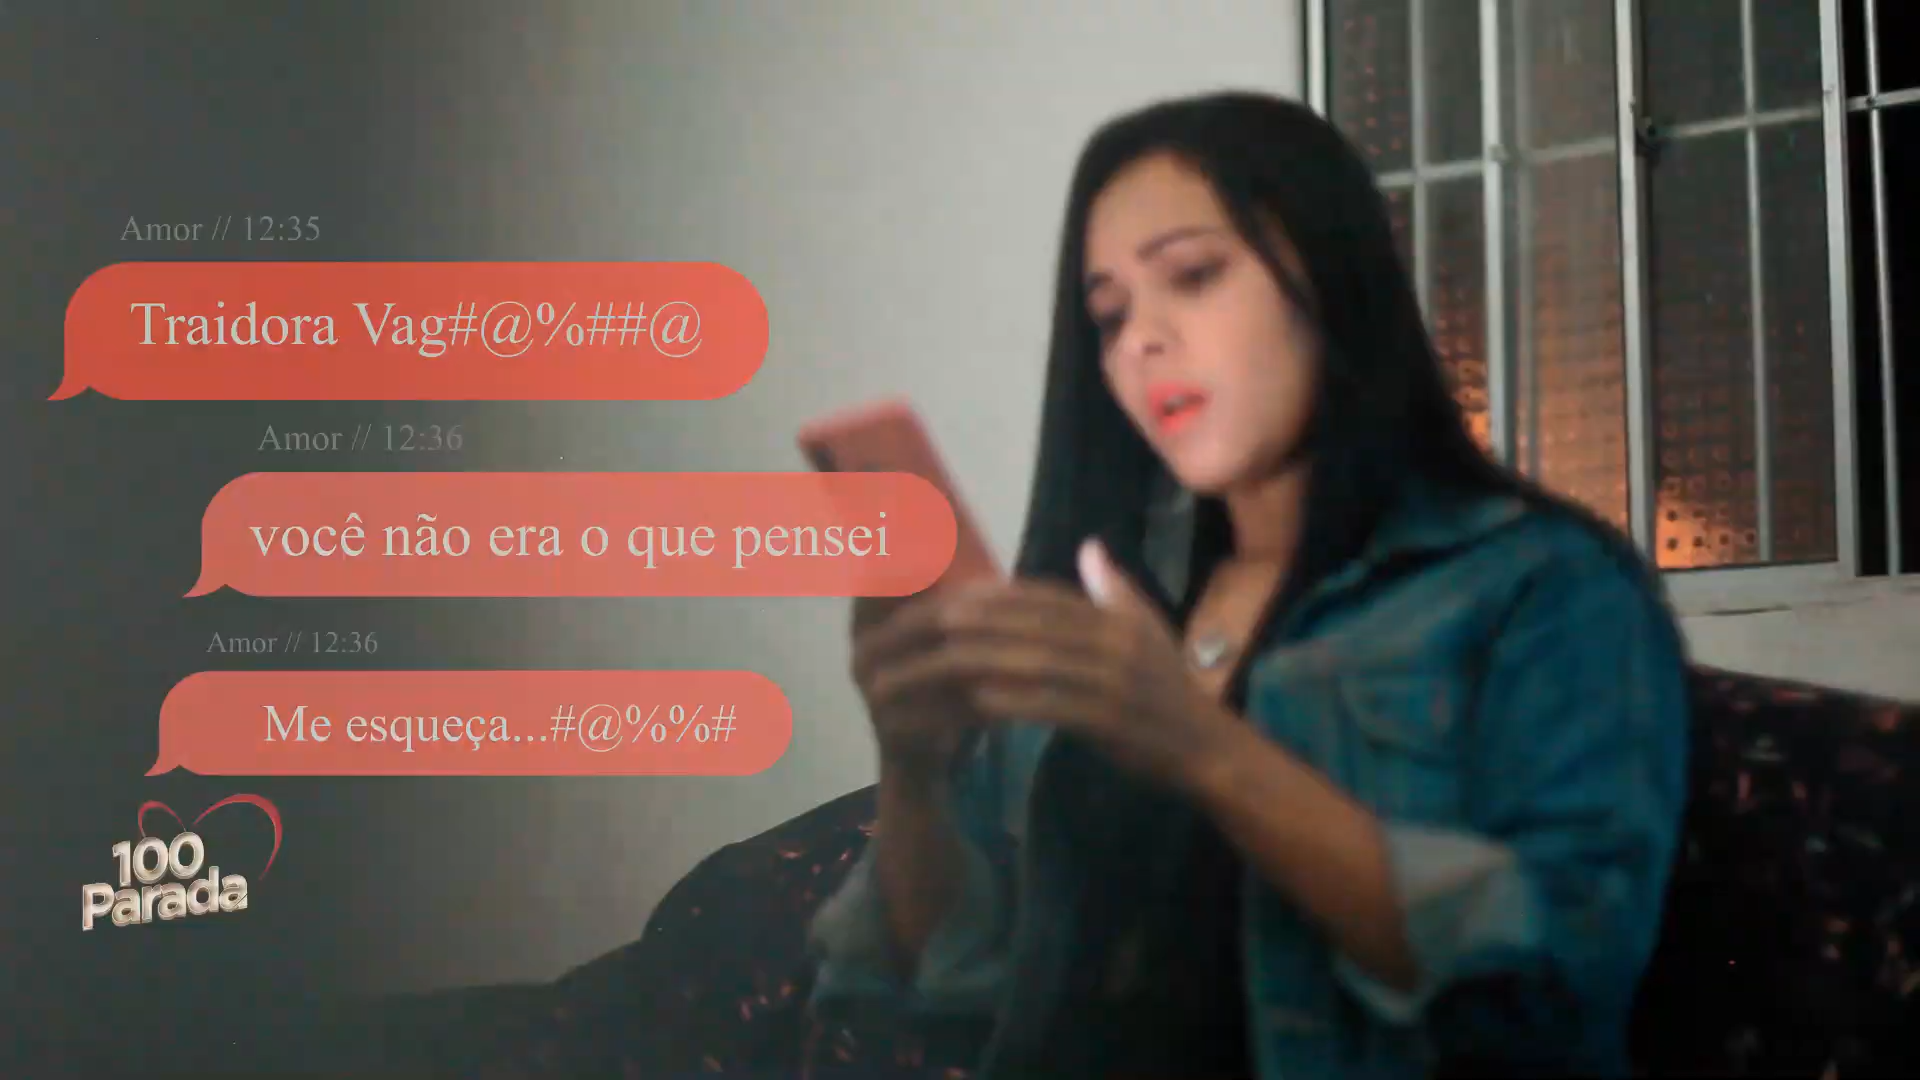 Amor // 12:35
Traidora Vag#@%##@
Amor // 12:36
você não era o que pensei
Amor // 12:36
Me esqueça...#@%%#
100
Parada